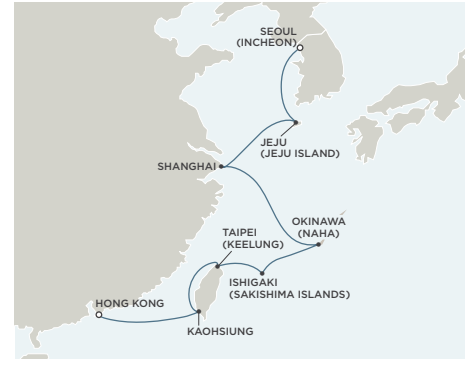 SEOUL
(INCHEON)
JEJU
(JEJU ISLAND)
SHANGHAI
OKINAWA
(NAHA)
TAIPEI
(KEELUNG)
ISHIGAKI
(SAKISHIMA ISLANDS)
HONG KONG
KAOHSIUNG